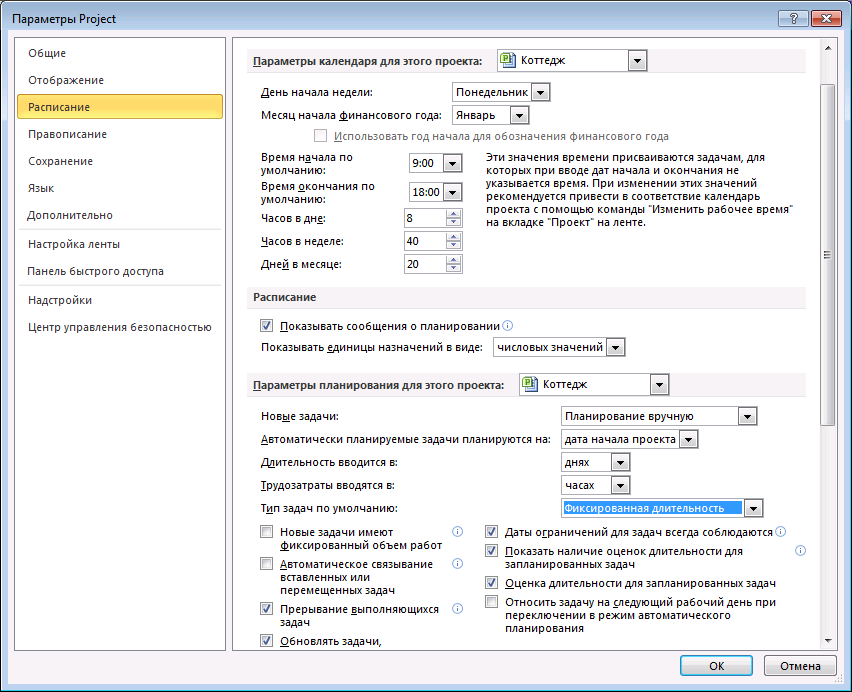 Параметры Project
Общие
Отображение
Расписание
Правописание
Сохранение
Язык
Дополнительно
Настройка ленты
Панель быстрого доступа
Надстройки
Центр управления безопасностью
Параметры календаря для этого проекта: Коттедж
День начала недели: Понедельник
Месяц начала финансового года: Январь
Использовать год начала для обозначения финансового года
Время начала по
умолчанию: 9:00
Время окончания по
умолчанию: 18:00
Часов в дне: 8
Часов в неделе: 40
Дней в месяце: 20
Эти значения времени присваиваются задачам, для
которых при вводе дат начала и окончания не
указывается время. При изменении этих значений
рекомендуется привести в соответствие календарь
проекта с помощью команды "Изменить рабочее время"
на вкладке "Проект" на ленте.
Расписание
Показывать сообщения о планировании
Показывать единицы назначений в виде: числовых значений
Параметры планирования для этого проекта: Коттедж
Новые задачи: Планирование вручную
Автоматически планируемые задачи планируются на: дата начала проекта
Длительность вводится в: днях
Трудозатраты вводятся в: часах
Тип задач по умолчанию: Фиксированная длительность
Новые задачи имеют
фиксированный объем работ
Автоматическое связывание
вставленных или
перемещенных задач
Прерывание выполняющихся
задач
Обновлять задачи,
Даты ограничений для задач всегда соблюдаются
Показать наличие оценок длительности для
запланированных задач
Оценка длительности для запланированных задач
Относить задачу на следующий рабочий день при
переключении в режим автоматического
планирования
ОК
Отмена